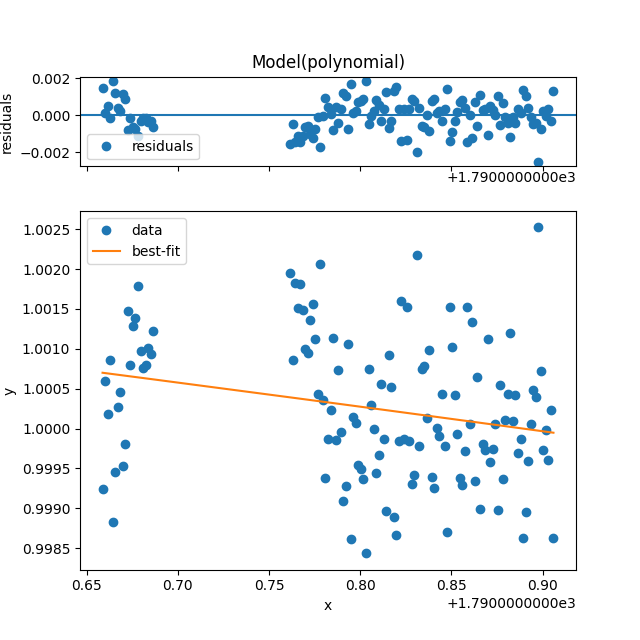 Model(polynomial)
residuals
0.002
0.000
−0.002
residuals
+1.7900000000e3
y
1.0025
1.0020
1.0015
1.0010
1.0005
1.0000
0.9995
0.9990
0.9985
data
best-fit
0.65 0.70 0.75 0.80 0.85 0.90
x
+1.7900000000e3